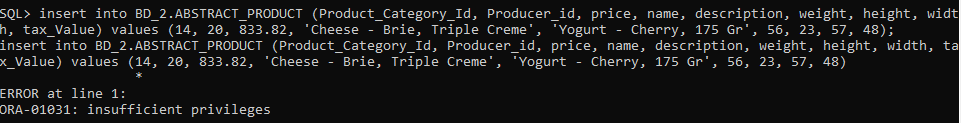 SQL> insert into BD_2.ABSTRACT_PRODUCT (Product_Category_Id, Producer_id, price, name, description, weight, height, widt
h, tax_Value) values (14, 20, 833.82, 'Cheese - Brie, Triple Creme', 'Yogurt - Cherry, 175 Gr', 56, 23, 57, 48);
insert into BD_2.ABSTRACT_PRODUCT (Product_Category_Id, Producer_id, price, name, description, weight, height, width, ta
x_Value) values (14, 20, 833.82, 'Cheese - Brie, Triple Creme', 'Yogurt - Cherry, 175 Gr', 56, 23, 57, 48)
*
ERROR at line 1:
ORA-01031: insufficient privileges